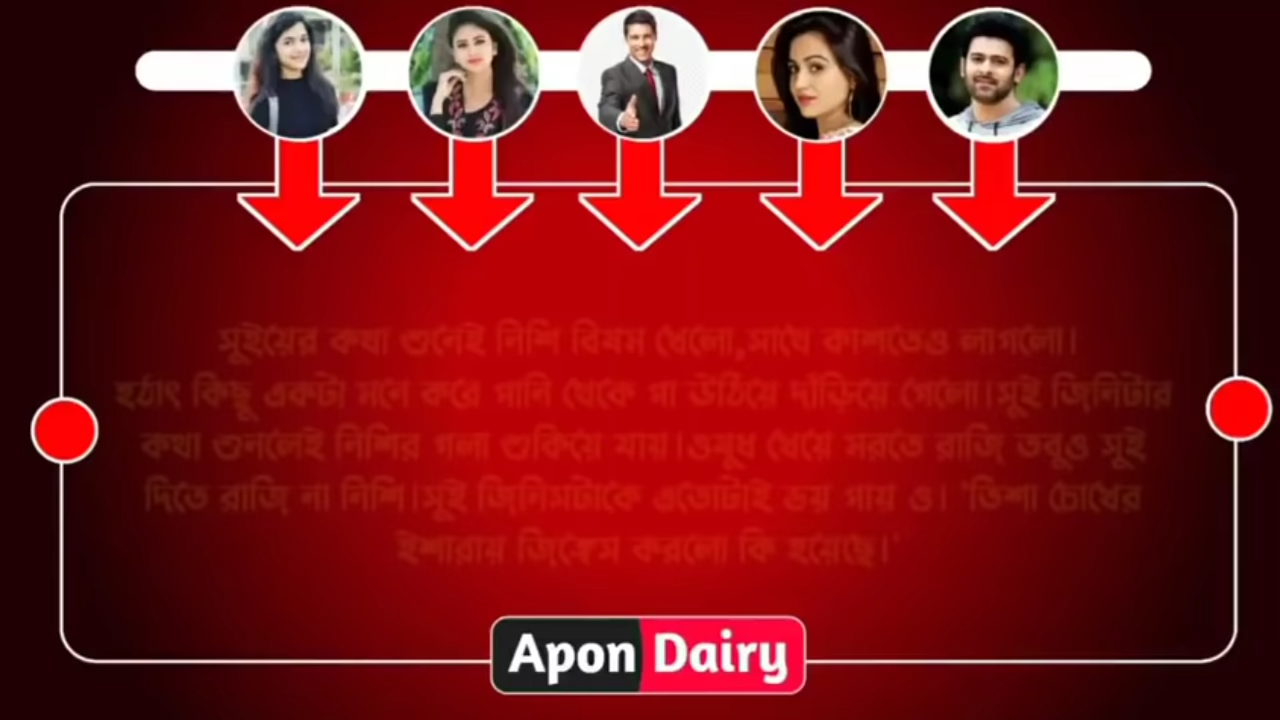 সুইয়ের কথা শুনেই নিশি বিষম খেলো,সাথে কাশতেও লাগলো।
হঠাৎ কিছু একটা মনে করে পানি থেকে পা উঠিয়ে দাঁড়িয়ে গেলো।সুই জিনিটার
কথা শুনলেই নিশির গলা শুকিয়ে যায়।ওষুধ খেয়ে মরতে রাজি তবুও সুই
দিতে রাজি না নিশি।সুই জিনিসটাকে এতোটাই ভয় পায় ও। 'তিশা চোখের
ইশারায় জিজ্ঞেস করলো কি হয়েছে।'
Apon Dairy